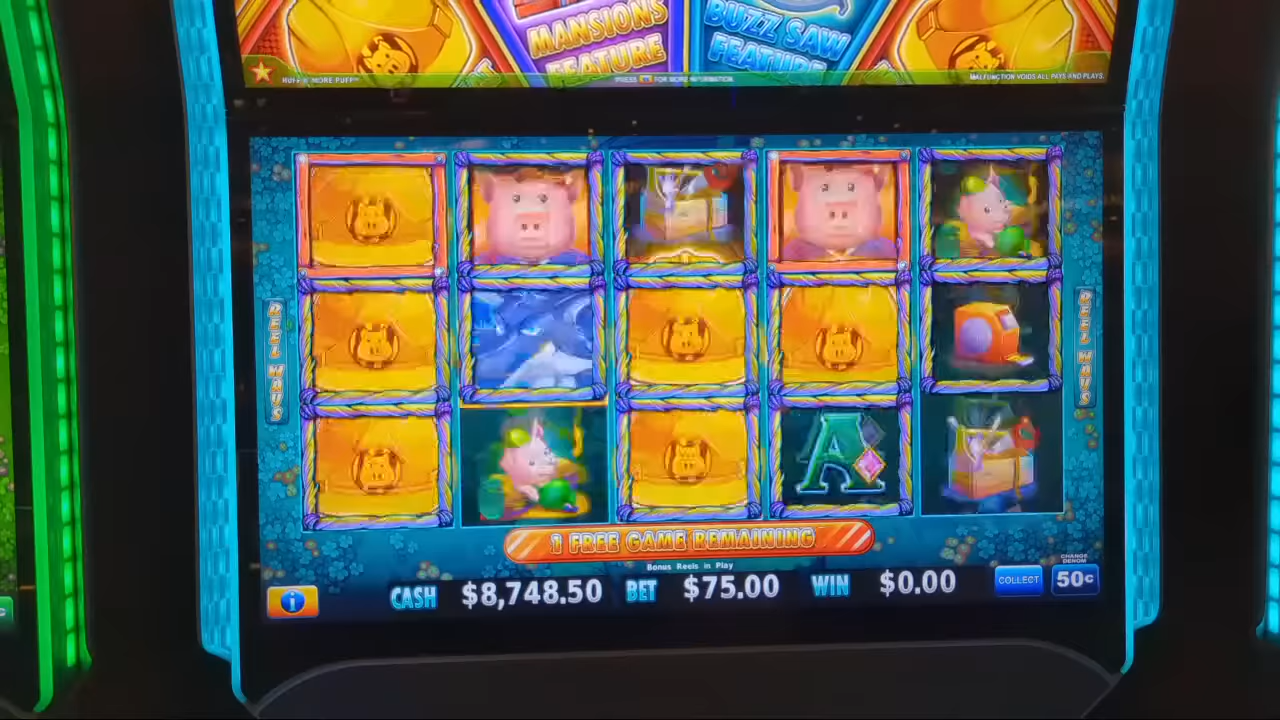 MANSIONS
FEATURE
BUZZ SAW
FEATURE
HUFF N' MORE PUFF™
PRESS FOR MORE INFORMATION
MALFUNCTION VOIDS ALL PAYS AND PLAYS.
REEL WAYS
REEL WAYS
A
1 FREE GAME REMAINING
Bonus Reels in Play
CASH $8,748.50 BET $75.00 WIN $0.00
COLLECT
CHANGE
DENOM
50¢